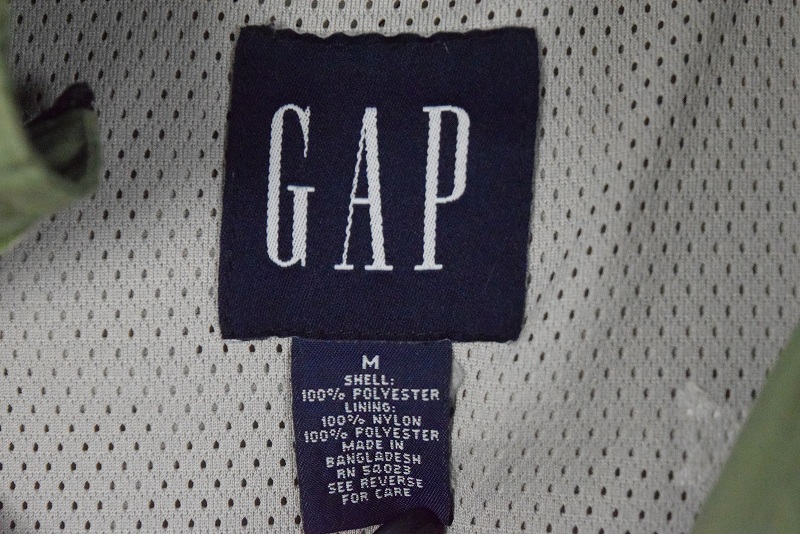 GAP
M
SHELL:
100% POLYESTER
LINING:
100% NYLON
100% POLYESTER
MADE IN
BANGLADESH
RN 54023
SEE REVERSE
FOR CARE